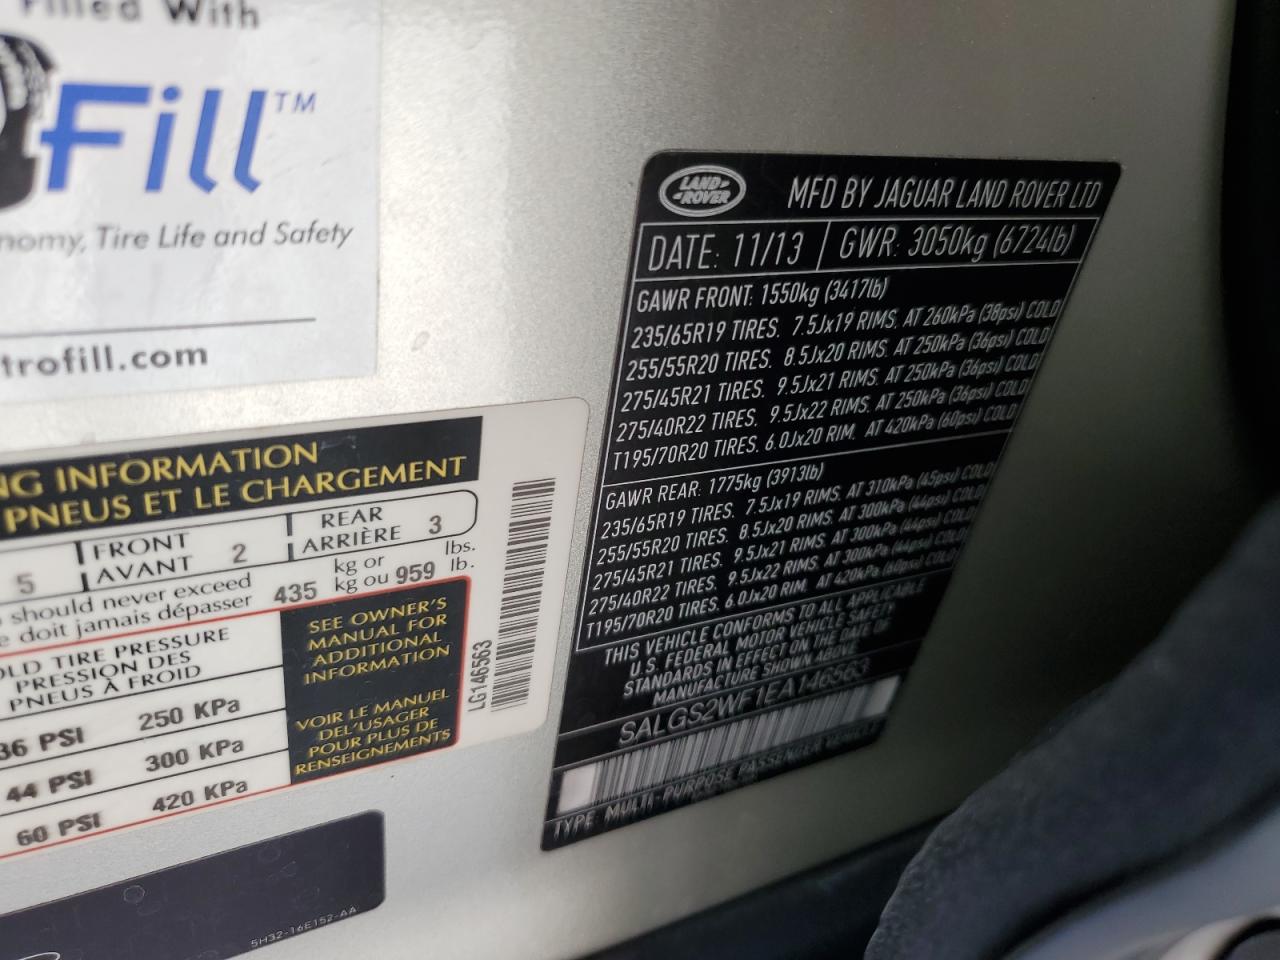 Filled With
Fill™
nomy, Tire Life and Safety
trofill.com
NG INFORMATION
PNEUS ET LE CHARGEMENT
5 FRONT AVANT 2 REAR ARRIÈRE 3
should never exceed 435 kg or 959 lbs.
e doit jamais dépasser kg ou lb.
OLD TIRE PRESSURE
PRESSION DES
PNEUS À FROID
36 PSI 250 KPa
44 PSI 300 KPa
60 PSI 420 KPa
SEE OWNER'S
MANUAL FOR
ADDITIONAL
INFORMATION
VOIR LE MANUEL
DEL'USAGER
POUR PLUS DE
RENSEIGNEMENTS
LG146563
5H32-16E152-AA
LAND ROVER
MFD BY JAGUAR LAND ROVER LTD
DATE: 11/13 GWR: 3050kg (6724lb)
GAWR FRONT: 1550kg (3417lb)
235/65R19 TIRES. 7.5Jx19 RIMS. AT 260kPa (38psi) COLD
255/55R20 TIRES. 8.5Jx20 RIMS. AT 250kPa (36psi) COLD
275/45R21 TIRES. 9.5Jx21 RIMS. AT 250kPa (36psi) COLD
275/40R22 TIRES. 9.5Jx22 RIMS. AT 250kPa (36psi) COLD
T195/70R20 TIRES. 6.0Jx20 RIM. AT 420kPa (60psi) COLD
GAWR REAR: 1775kg (3913lb)
235/65R19 TIRES. 7.5Jx19 RIMS. AT 310kPa (45psi) COLD
255/55R20 TIRES. 8.5Jx20 RIMS. AT 300kPa (44psi) COLD
275/45R21 TIRES. 9.5Jx21 RIMS. AT 300kPa (44psi) COLD
275/40R22 TIRES. 9.5Jx22 RIMS. AT 300kPa (44psi) COLD
T195/70R20 TIRES. 6.0Jx20 RIM. AT 420kPa (60psi) COLD
THIS VEHICLE CONFORMS TO ALL APPLICABLE
U.S. FEDERAL MOTOR VEHICLE SAFETY
STANDARDS IN EFFECT ON THE DATE OF
MANUFACTURE SHOWN ABOVE
SALGS2WF1EA146563
TYPE: MULTI-PURPOSE PASSENGER VEHICLE